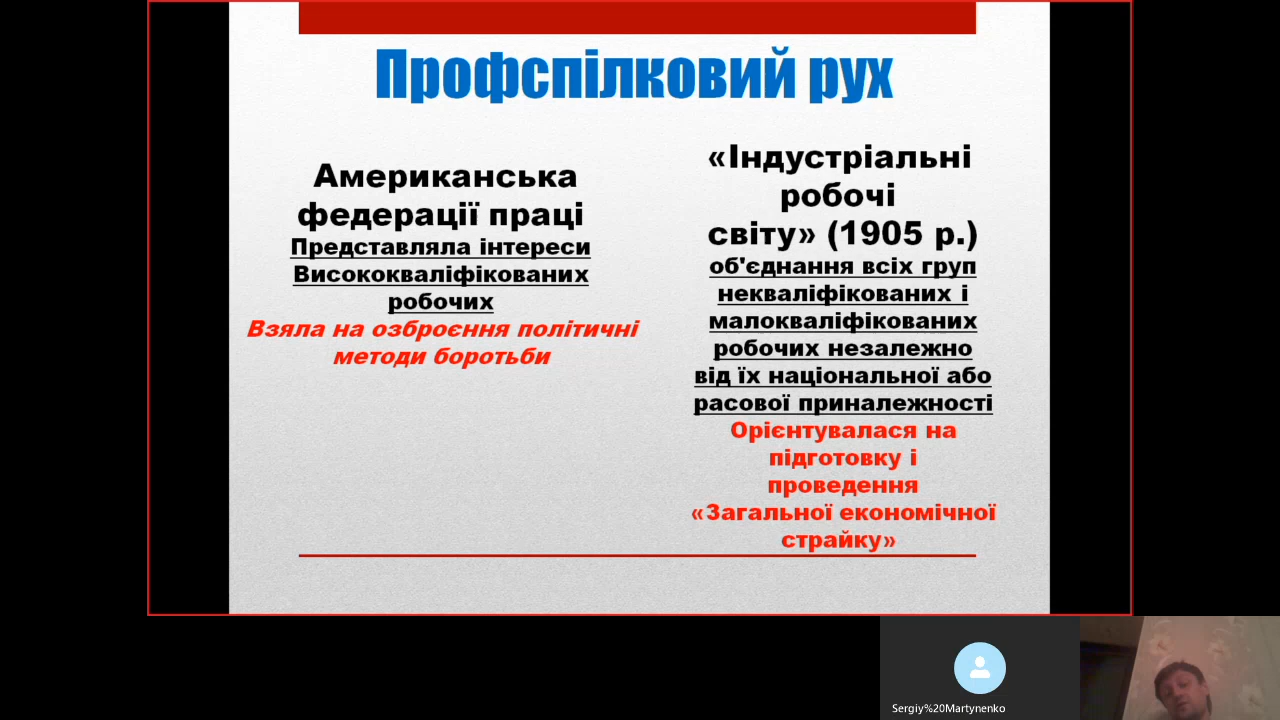 Профспілковий рух
Американська
федерації праці
Представляла інтереси
Висококваліфікованих
робочих
Взяла на озброєння політичні
методи боротьби
«Індустріальні
робочі
світу» (1905 р.)
об'єднання всіх груп
некваліфікованих і
малокваліфікованих
робочих незалежно
від їх національної або
расової приналежності
Орієнтувалася на
підготовку і
проведення
«Загальної економічної
страйку»
Sergiy%20Martynenko